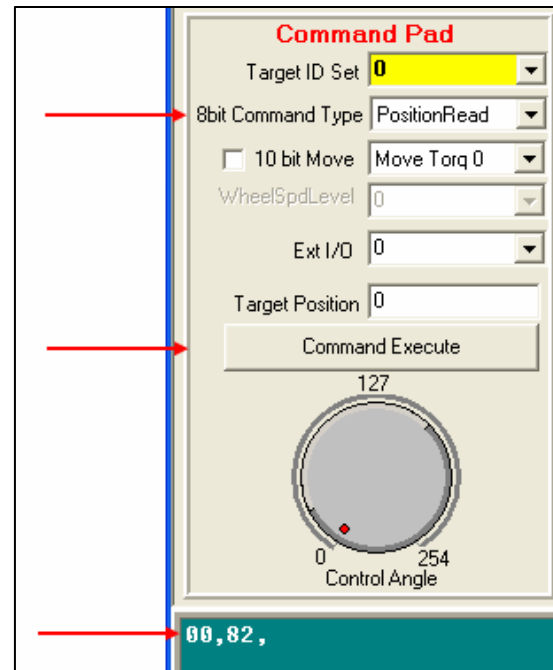 Command Pad
Target ID Set 0
8bit Command Type PositionRead
10 bit Move Move Torq 0
WheelSpdLevel 0
Ext I/O 0
Target Position 0
Command Execute
127
0 254
Control Angle
00,82,